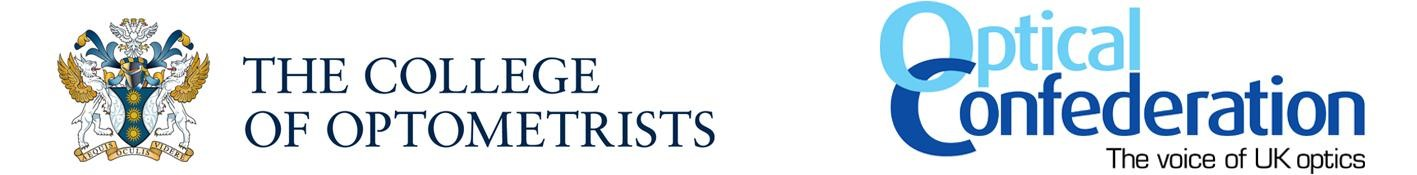 THE COLLEGE
OF OPTOMETRISTS
AEQUIS OCULIS VIDERE
Optical
Confederation
The voice of UK optics